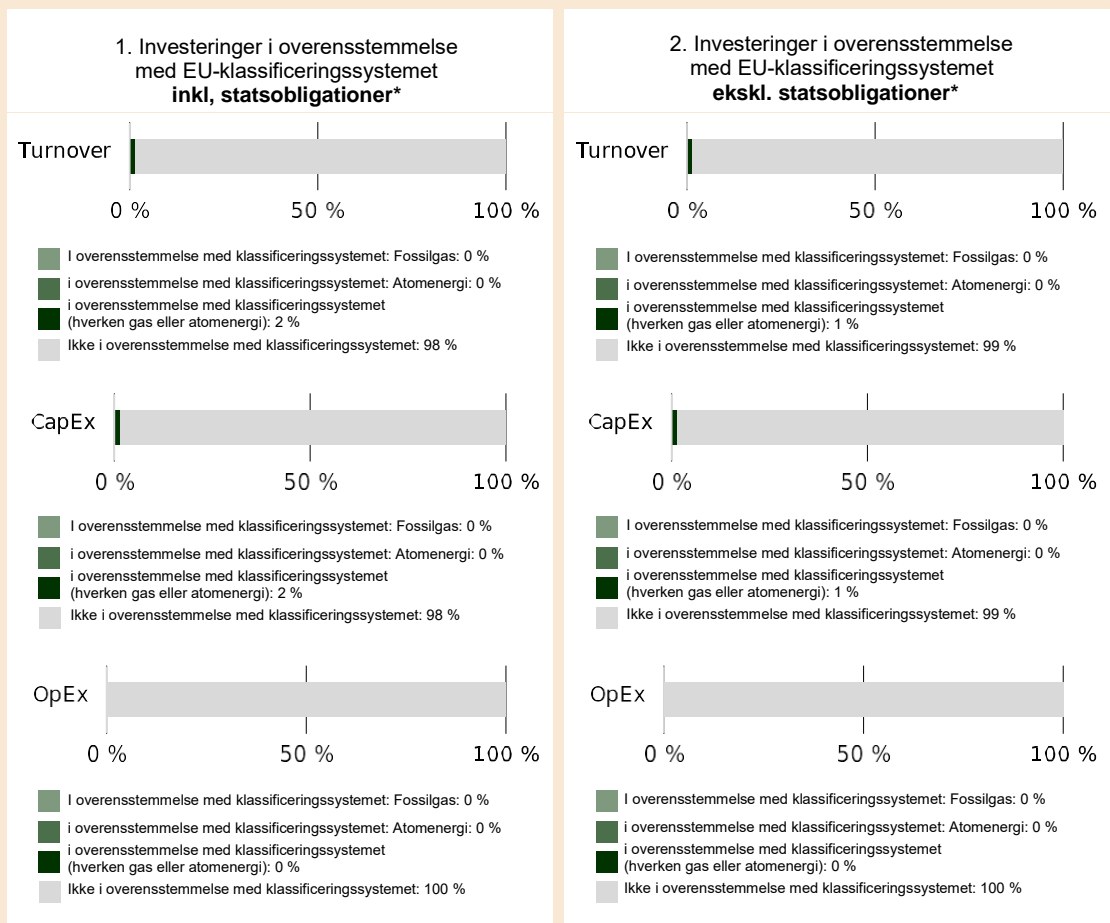 1. Investeringer i overensstemmelse
med EU-klassificeringssystemet
inkl, statsobligationer*
Turnover
0 % 50 % 100 %
I overensstemmelse med klassificeringssystemet: Fossilgas: 0 %
i overensstemmelse med klassificeringssystemet: Atomenergi: 0 %
i overensstemmelse med klassificeringssystemet
(hverken gas eller atomenergi): 2 %
Ikke i overensstemmelse med klassificeringssystemet: 98 %
CapEx
0 % 50 % 100 %
I overensstemmelse med klassificeringssystemet: Fossilgas: 0 %
i overensstemmelse med klassificeringssystemet: Atomenergi: 0 %
i overensstemmelse med klassificeringssystemet
(hverken gas eller atomenergi): 2 %
Ikke i overensstemmelse med klassificeringssystemet: 98 %
OpEx
0 % 50 % 100 %
I overensstemmelse med klassificeringssystemet: Fossilgas: 0 %
i overensstemmelse med klassificeringssystemet: Atomenergi: 0 %
i overensstemmelse med klassificeringssystemet
(hverken gas eller atomenergi): 0 %
Ikke i overensstemmelse med klassificeringssystemet: 100 %
2. Investeringer i overensstemmelse
med EU-klassificeringssystemet
ekskl. statsobligationer*
Turnover
0 % 50 % 100 %
I overensstemmelse med klassificeringssystemet: Fossilgas: 0 %
i overensstemmelse med klassificeringssystemet: Atomenergi: 0 %
i overensstemmelse med klassificeringssystemet
(hverken gas eller atomenergi): 1 %
Ikke i overensstemmelse med klassificeringssystemet: 99 %
CapEx
0 % 50 % 100 %
I overensstemmelse med klassificeringssystemet: Fossilgas: 0 %
i overensstemmelse med klassificeringssystemet: Atomenergi: 0 %
i overensstemmelse med klassificeringssystemet
(hverken gas eller atomenergi): 1 %
Ikke i overensstemmelse med klassificeringssystemet: 99 %
OpEx
0 % 50 % 100 %
I overensstemmelse med klassificeringssystemet: Fossilgas: 0 %
i overensstemmelse med klassificeringssystemet: Atomenergi: 0 %
i overensstemmelse med klassificeringssystemet
(hverken gas eller atomenergi): 0 %
Ikke i overensstemmelse med klassificeringssystemet: 100 %